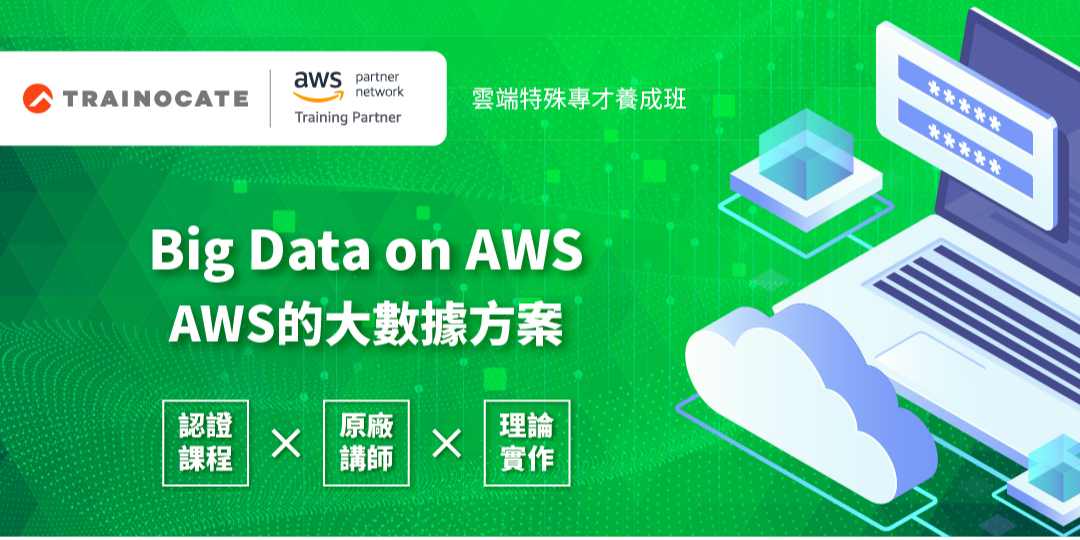 TRAINOCATE
aws partner network
Training Partner
雲端特殊專才養成班
*****
*****
Big Data on AWS
AWS的大數據方案
認證
課程
×
原廠
講師
×
理論
實作